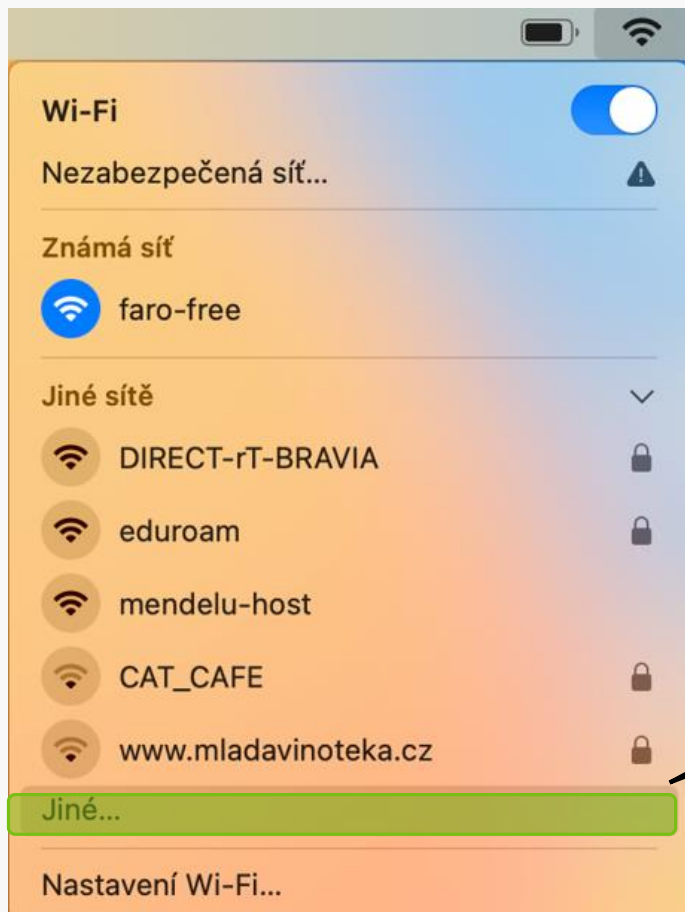 Wi-Fi
Nezabezpečená síť...
Známá síť
faro-free
Jiné sítě
DIRECT-rT-BRAVIA
eduroam
mendelu-host
CAT_CAFE
www.mladavinoteka.cz
Jiné...
Nastavení Wi-Fi...